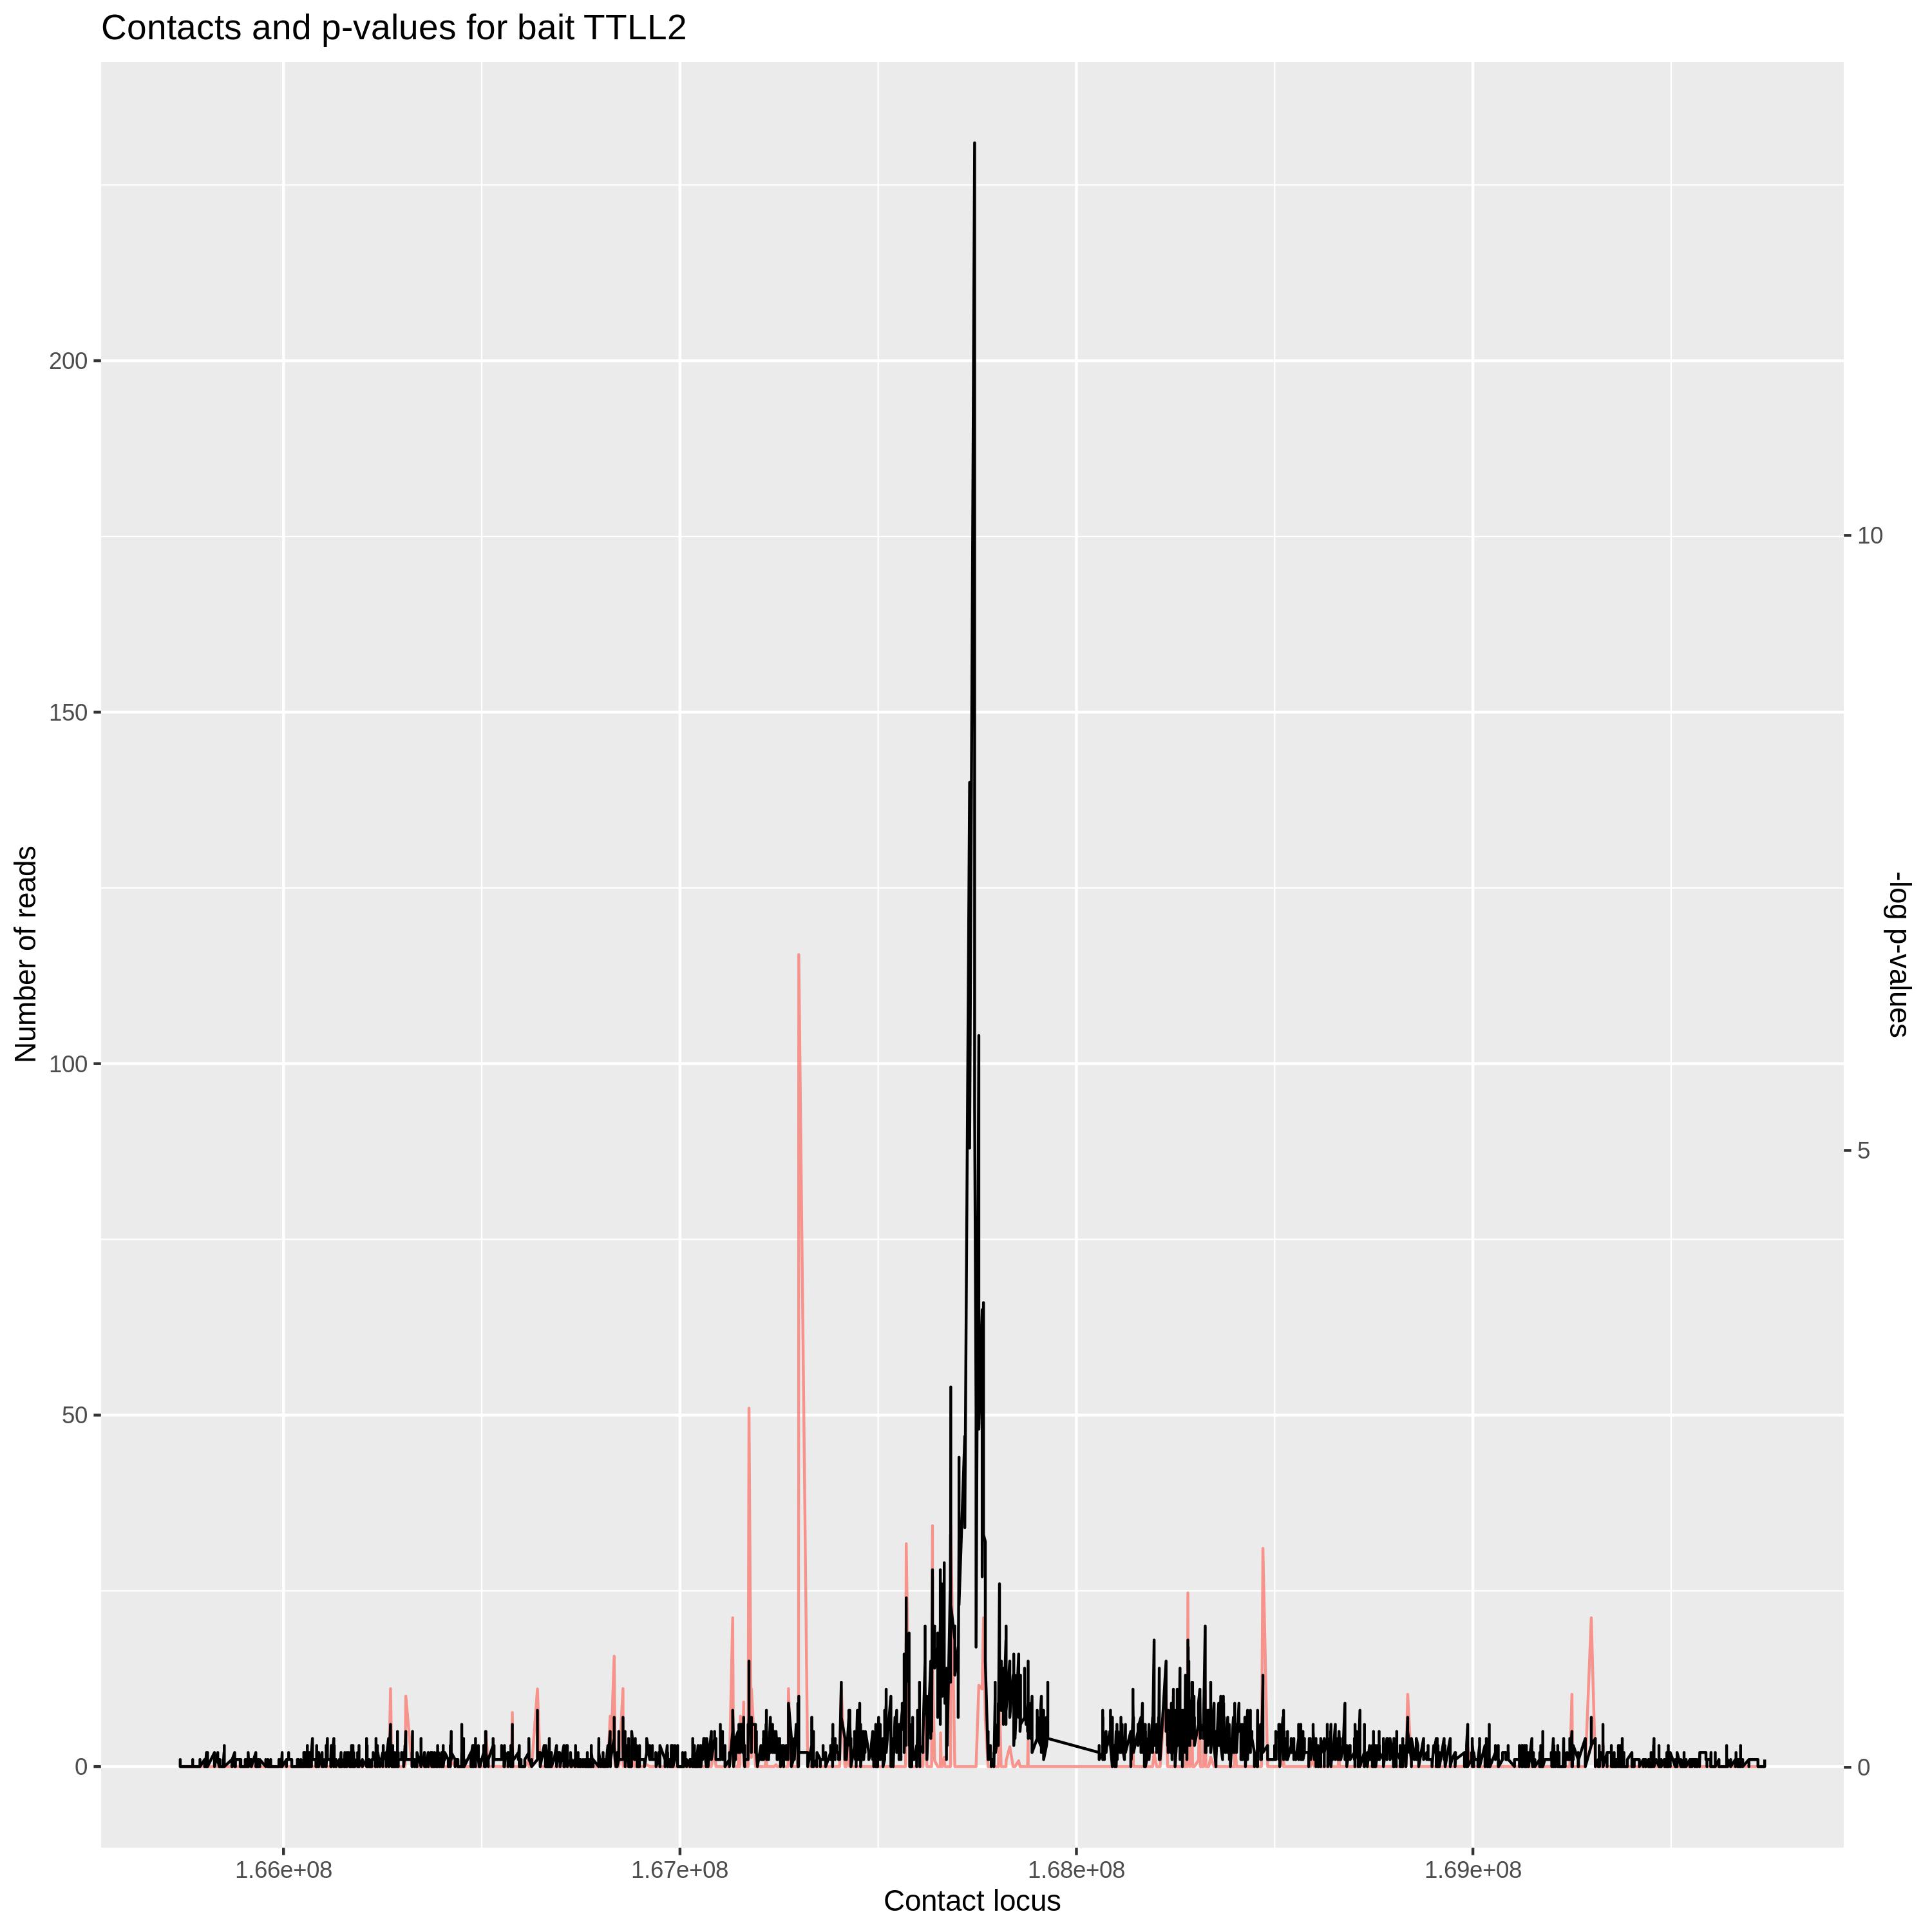 Contacts and p-values for bait TTLL2
Number of reads
200
150
100
50
0
10
5
0
-log p-values
1.66e+08
1.67e+08
1.68e+08
1.69e+08
Contact locus